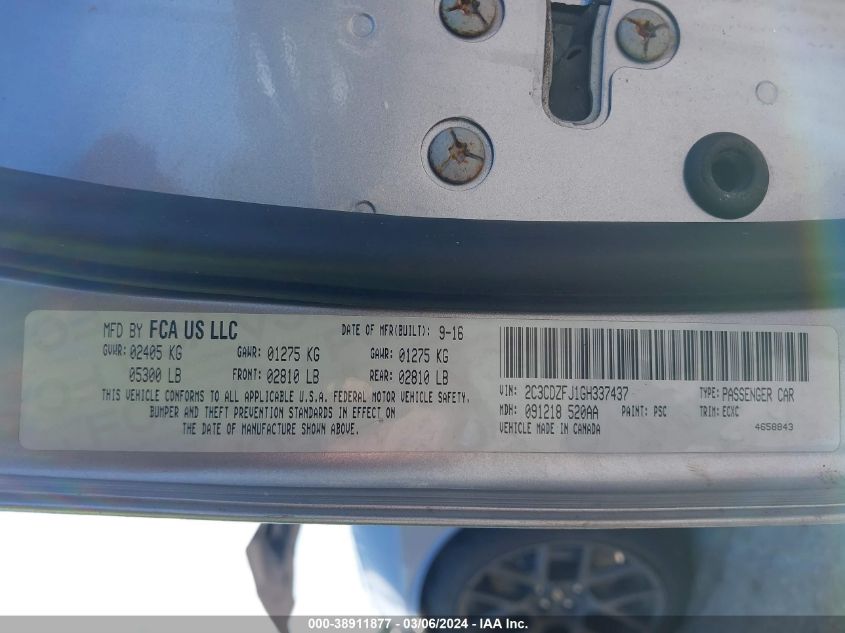 MFD BY FCA US LLC DATE OF MFR(BUILT): 9-16
GVWR: 02405 KG GAWR: 01275 KG GAWR: 01275 KG
05300 LB FRONT: 02810 LB REAR: 02810 LB
THIS VEHICLE CONFORMS TO ALL APPLICABLE U.S.A. FEDERAL MOTOR VEHICLE SAFETY,
BUMPER AND THEFT PREVENTION STANDARDS IN EFFECT ON
THE DATE OF MANUFACTURE SHOWN ABOVE.
VIN: 2C3CDZFJ1GH337437 TYPE: PASSENGER CAR
MDH: 091218 520AA PAINT: PSC TRIM: ECXC
VEHICLE MADE IN CANADA 4658843
000-38911877 - 03/06/2024 - IAA Inc.